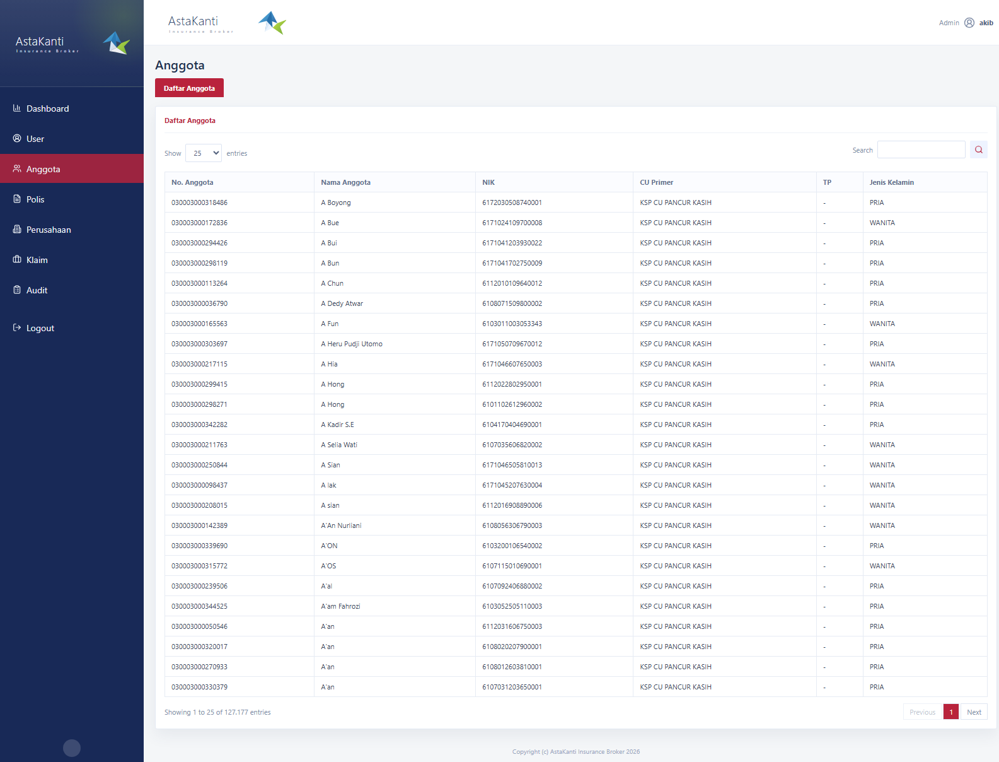 AstaKanti
Insurance Broker
AstaKanti
Insurance Broker
Admin akib
Dashboard
User
Anggota
Polis
Perusahaan
Klaim
Audit
Logout
Anggota
Daftar Anggota
Daftar Anggota
Show 25 entries
Search
No. Anggota Nama Anggota NIK CU Primer TP Jenis Kelamin
030003000318486 A Boyong 6172030508740001 KSP CU PANCUR KASIH - PRIA
030003000172836 A Bue 6171024109700008 KSP CU PANCUR KASIH - WANITA
030003000294426 A Bui 6171041203930022 KSP CU PANCUR KASIH - PRIA
030003000298119 A Bun 6171041702750009 KSP CU PANCUR KASIH - PRIA
030003000113264 A Chun 6112010109640012 KSP CU PANCUR KASIH - PRIA
030003000036790 A Dedy Atwar 6108071509800002 KSP CU PANCUR KASIH - PRIA
030003000165563 A Fun 6103011003053343 KSP CU PANCUR KASIH - WANITA
030003000303697 A Heru Pudji Utomo 6171050709670012 KSP CU PANCUR KASIH - PRIA
030003000217115 A Hia 6171046607650003 KSP CU PANCUR KASIH - WANITA
030003000299415 A Hong 6112022802950001 KSP CU PANCUR KASIH - PRIA
030003000298271 A Hong 6101102612960002 KSP CU PANCUR KASIH - PRIA
030003000342282 A Kadir S.E 6104170404690001 KSP CU PANCUR KASIH - PRIA
030003000211763 A Selia Wati 6107035606820002 KSP CU PANCUR KASIH - WANITA
030003000250844 A Sian 6171046505810013 KSP CU PANCUR KASIH - WANITA
030003000098437 A lak 6171045207630004 KSP CU PANCUR KASIH - WANITA
030003000208015 A sian 6112016908890006 KSP CU PANCUR KASIH - WANITA
030003000142389 A'An Nurliani 6108056306790003 KSP CU PANCUR KASIH - WANITA
030003000339690 A'ON 6103200106540002 KSP CU PANCUR KASIH - PRIA
030003000315772 A'OS 6107115010690001 KSP CU PANCUR KASIH - WANITA
030003000239506 A'al 6107092406880002 KSP CU PANCUR KASIH - PRIA
030003000344525 A'am Fahrozi 6103052505110003 KSP CU PANCUR KASIH - PRIA
030003000050546 A'an 6112031606750003 KSP CU PANCUR KASIH - PRIA
030003000320017 A'an 6108020207900001 KSP CU PANCUR KASIH - PRIA
030003000270933 A'an 6108012603810001 KSP CU PANCUR KASIH - PRIA
030003000330379 A'an 6107031203650001 KSP CU PANCUR KASIH - PRIA
Showing 1 to 25 of 127.177 entries
Previous 1 Next
Copyright (c) AstaKanti Insurance Broker 2026